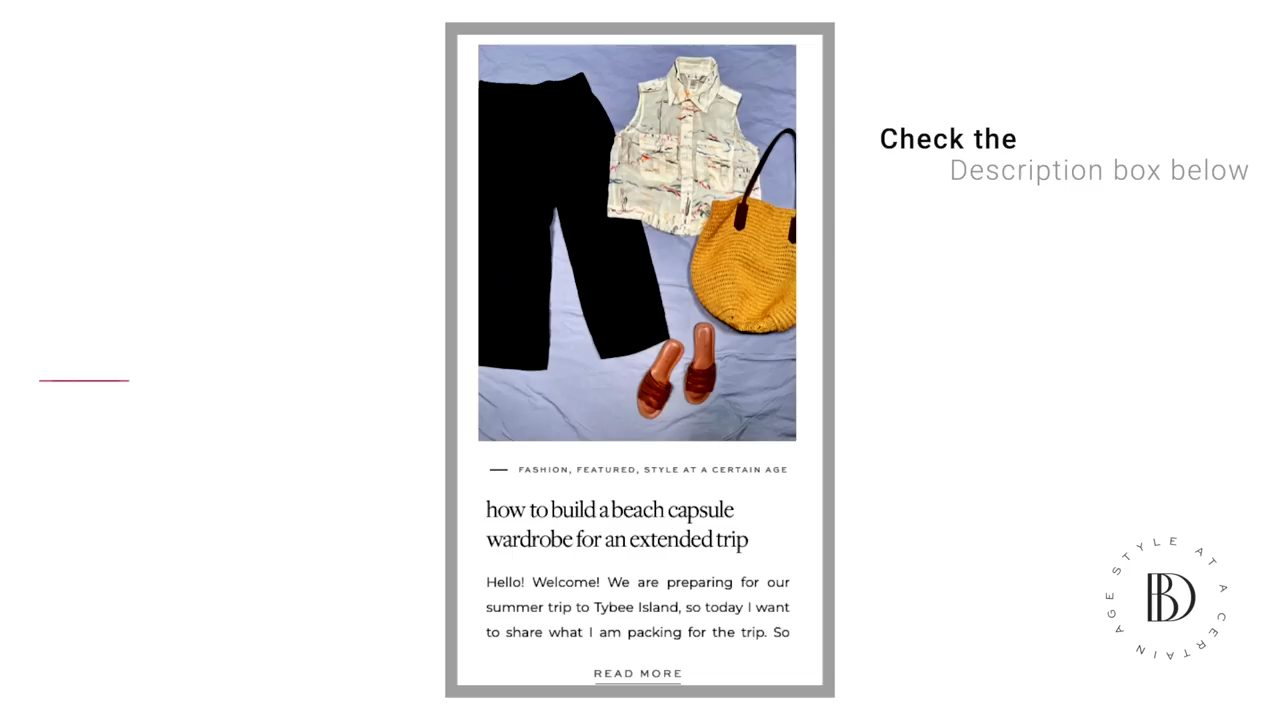 Check the
Description box below
FASHION, FEATURED, STYLE AT A CERTAIN AGE
how to build a beach capsule
wardrobe for an extended trip
Hello! Welcome! We are preparing for our
summer trip to Tybee Island, so today I want
to share what I am packing for the trip. So
READ MORE
STYLE AT A CERTAIN AGE
BD